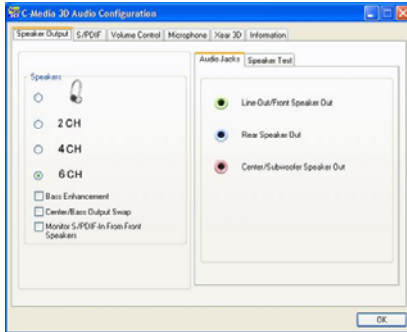 C-Media 3D Audio Configuration
Speaker Output S/PDIF Volume Control Microphone Xear 3D Information
Speakers
2 CH
4 CH
6 CH
Bass Enhancement
Center/Bass Output Swap
Monitor S/PDIF-In From Front
Speakers
Audio Jacks Speaker Test
Line-Out/Front Speaker Out
Rear Speaker Out
Center/Subwoofer Speaker Out
OK